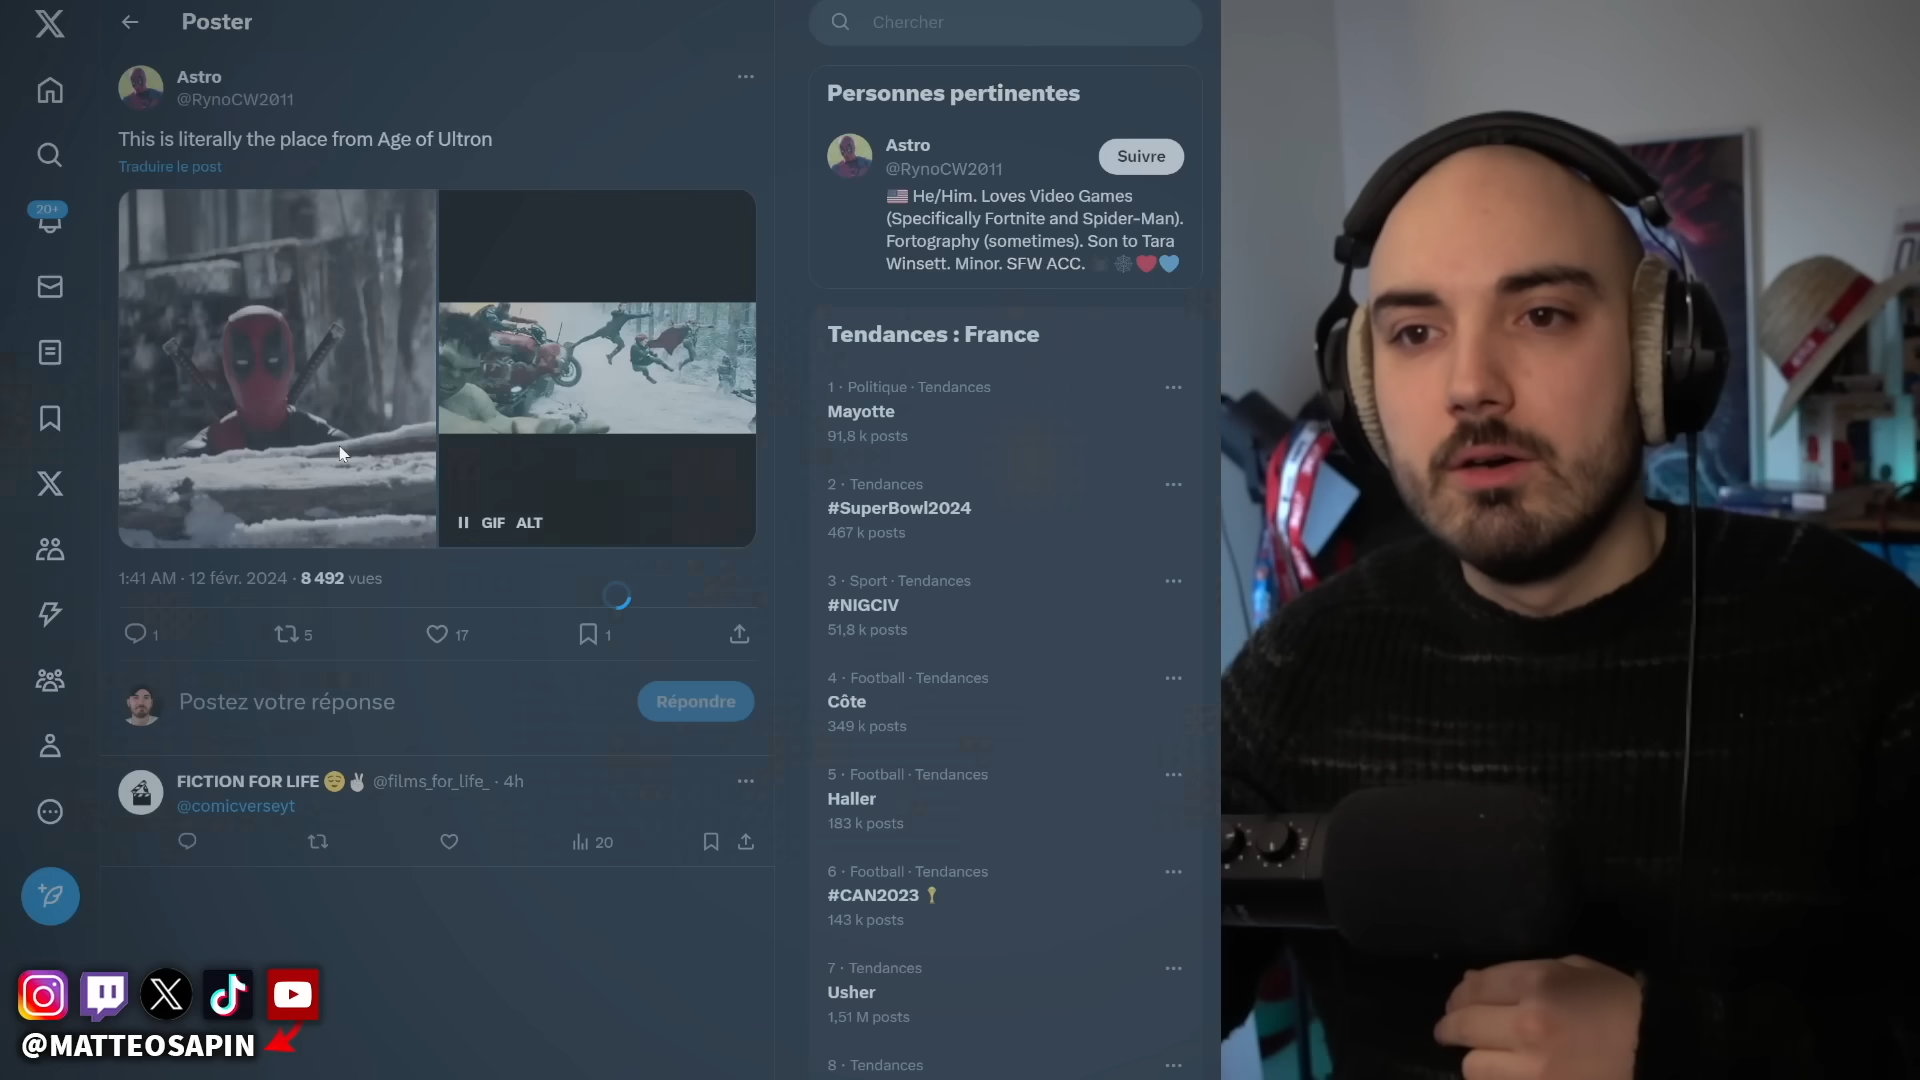 Poster
Astro
@RynoCW2011
This is literally the place from Age of Ultron
Traduire le post
20+
GIF ALT
1:41 AM · 12 févr. 2024 · 8 492 vues
1
5
17
1
Postez votre réponse
Répondre
FICTION FOR LIFE @films_for_life_ · 4h
@comicverseyt
20
@MATTEOSAPIN
Chercher
Personnes pertinentes
Astro
@RynoCW2011
Suivre
He/Him. Loves Video Games
(Specifically Fortnite and Spider-Man).
Fortography (sometimes). Son to Tara
Winsett. Minor. SFW ACC.
Tendances : France
1 · Politique · Tendances
Mayotte
91,8 k posts
2 · Tendances
#SuperBowl2024
467 k posts
3 · Sport · Tendances
#NIGCIV
51,8 k posts
4 · Football · Tendances
Côte
349 k posts
5 · Football · Tendances
Haller
183 k posts
6 · Football · Tendances
#CAN2023
143 k posts
7 · Tendances
Usher
1,51 M posts
8 · Tendances